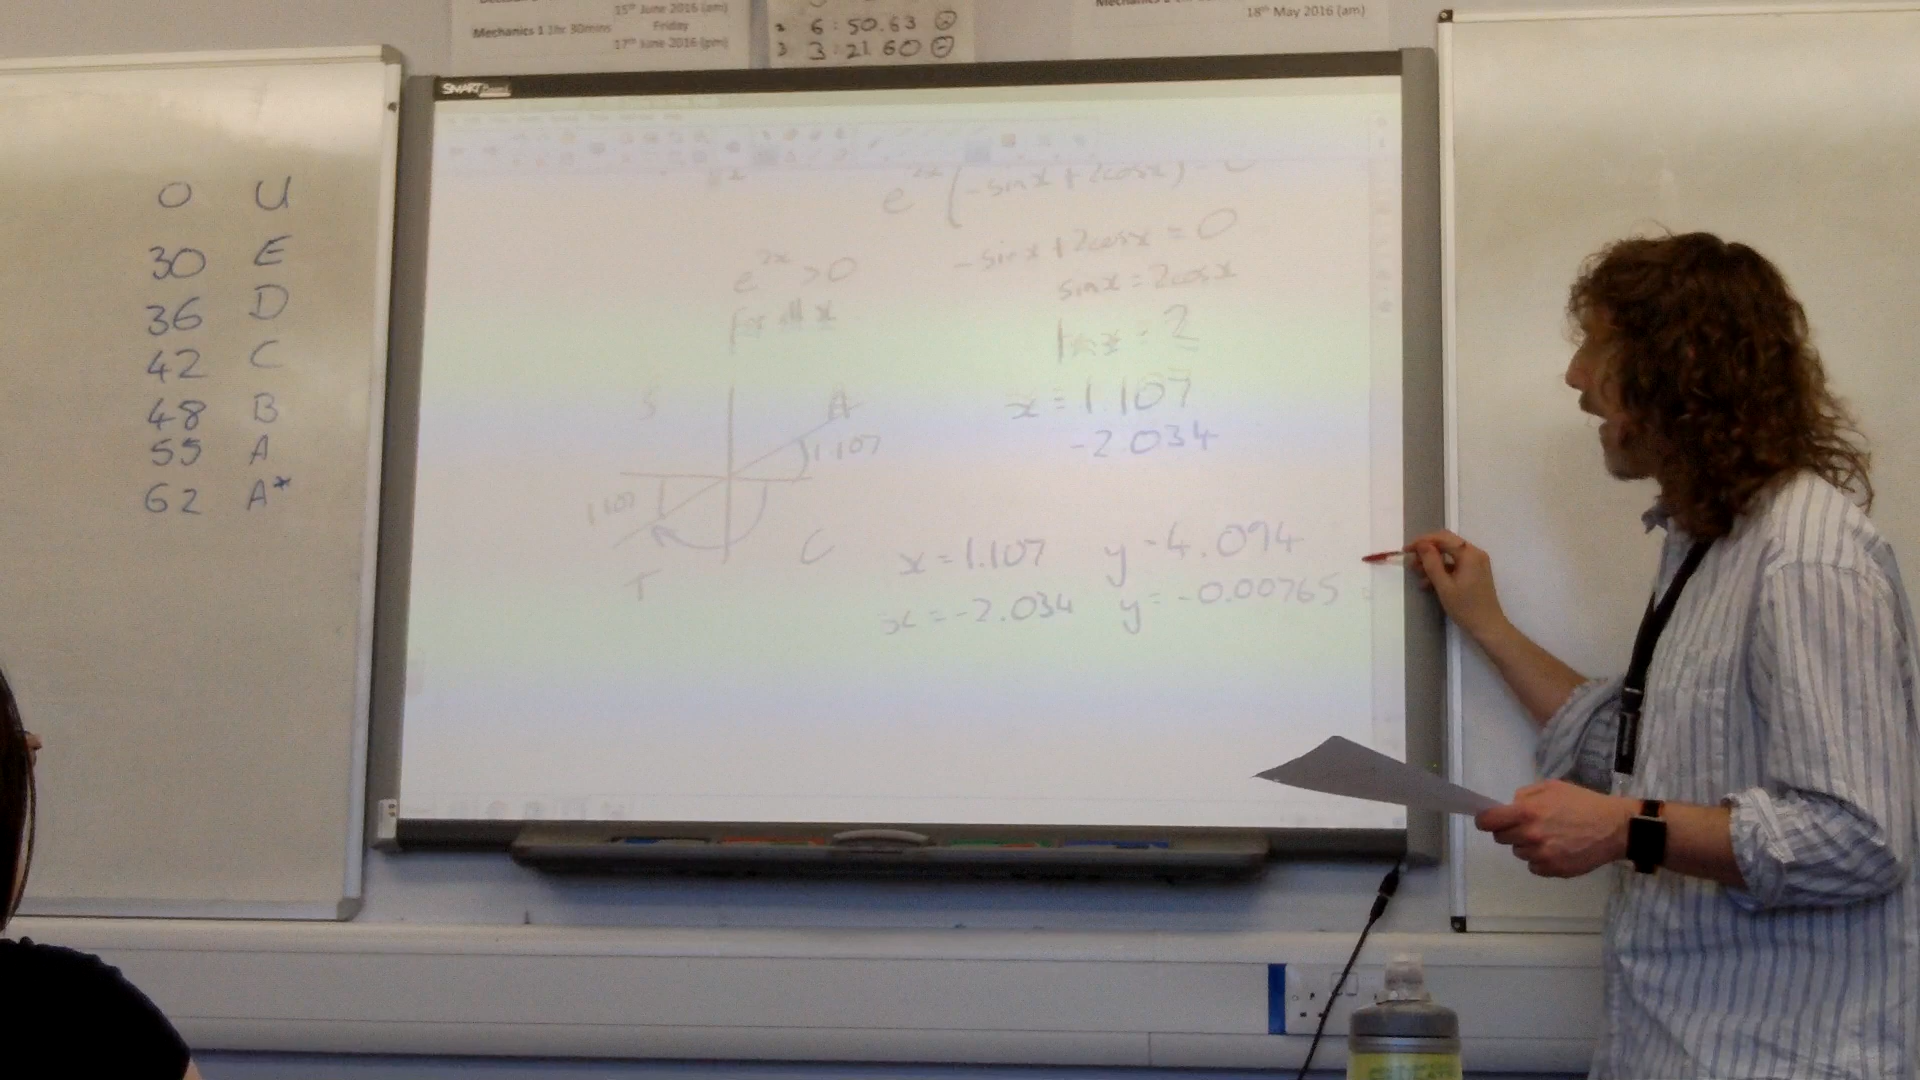 15th June 2016 (am)
Mechanics 1 1hr 30mins Friday
17th June 2016 (pm)
6:50.63
3 3:21.60
18th May 2016 (am)
SMART Board
0 U
30 E
36 D
42 C
48 B
55 A
62 A*
e^2x (-sinx + 2cosx) = 0
e^2x > 0
for all x
-sinx + 2cosx = 0
sinx = 2cosx
tanx = 2
x = 1.107
-2.034
S A
1.107
1.107
T C
x = 1.107 y = 4.094
x = -2.034 y = -0.00765